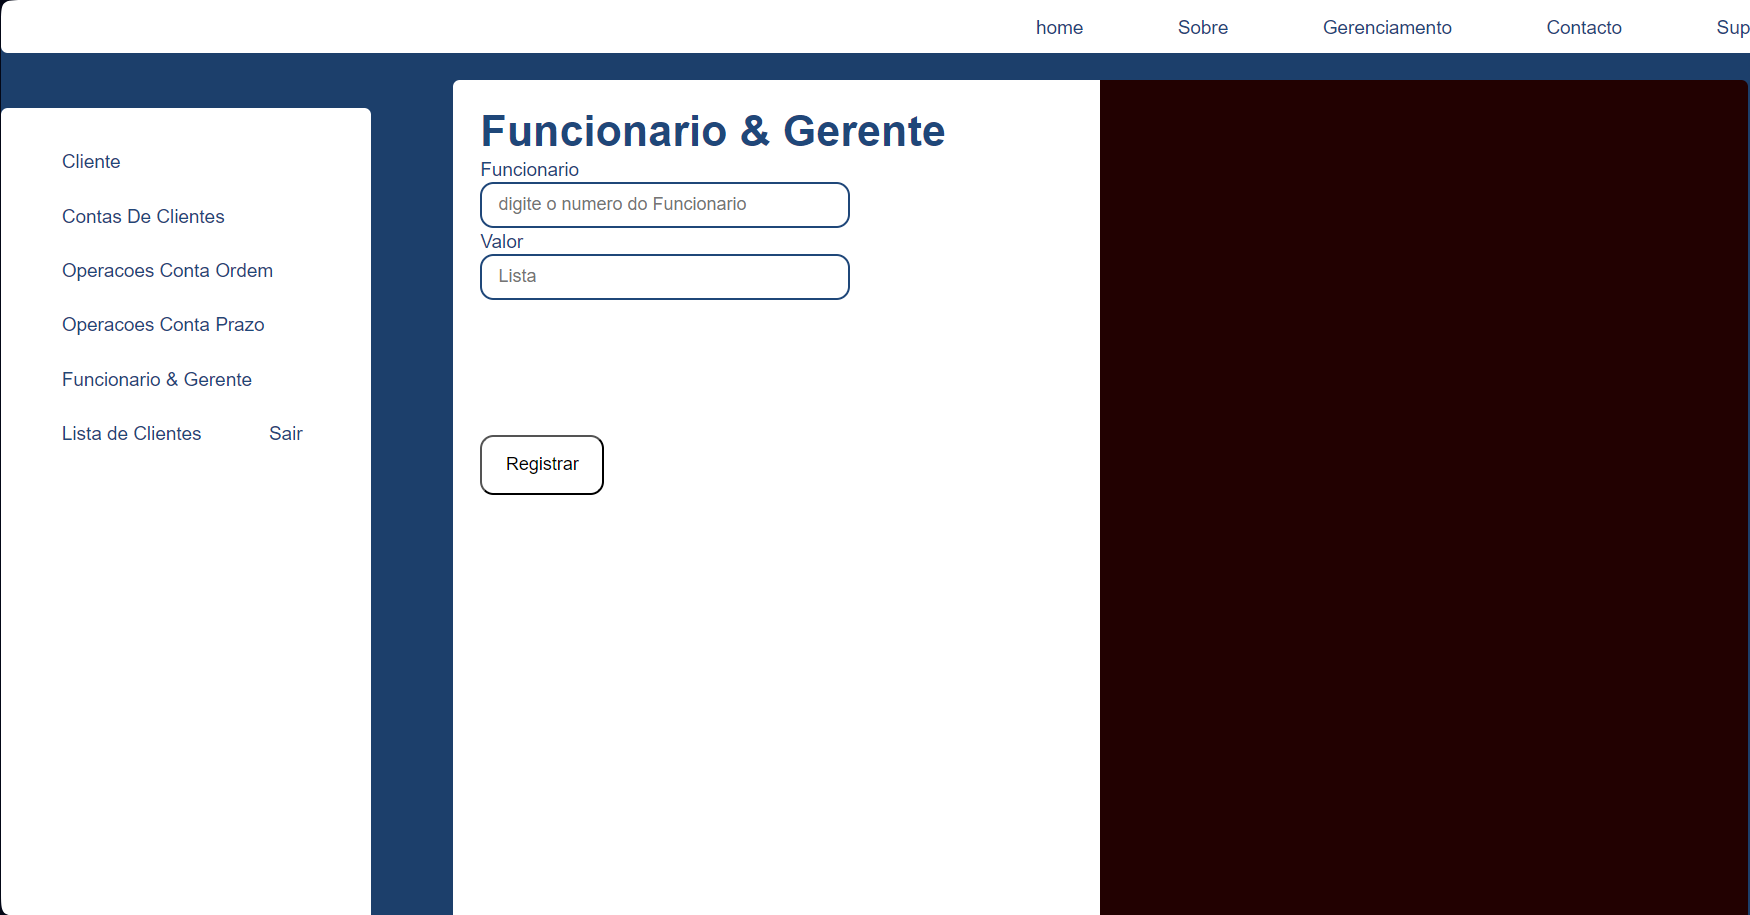 home Sobre Gerenciamento Contacto Sup
Cliente
Contas De Clientes
Operacoes Conta Ordem
Operacoes Conta Prazo
Funcionario & Gerente
Lista de Clientes Sair
Funcionario & Gerente
Funcionario
digite o numero do Funcionario
Valor
Lista
Registrar